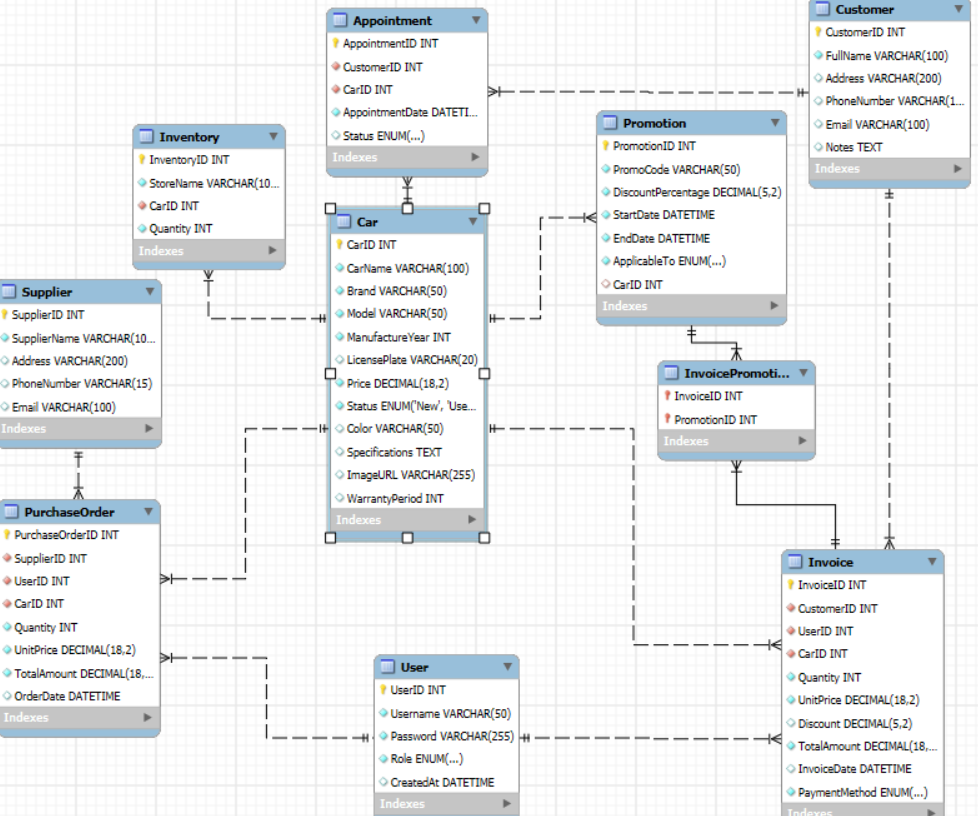 Appointment
AppointmentID INT
CustomerID INT
CarID INT
AppointmentDate DATETI...
Status ENUM(...)
Indexes
Customer
CustomerID INT
FullName VARCHAR(100)
Address VARCHAR(200)
PhoneNumber VARCHAR(1...
Email VARCHAR(100)
Notes TEXT
Indexes
Inventory
InventoryID INT
StoreName VARCHAR(10...
CarID INT
Quantity INT
Indexes
Promotion
PromotionID INT
PromoCode VARCHAR(50)
DiscountPercentage DECIMAL(5,2)
StartDate DATETIME
EndDate DATETIME
ApplicableTo ENUM(...)
CarID INT
Indexes
Car
CarID INT
CarName VARCHAR(100)
Brand VARCHAR(50)
Model VARCHAR(50)
ManufactureYear INT
LicensePlate VARCHAR(20)
Price DECIMAL(18,2)
Status ENUM('New', 'Use...
Color VARCHAR(50)
Specifications TEXT
ImageURL VARCHAR(255)
WarrantyPeriod INT
Indexes
Supplier
SupplierID INT
SupplierName VARCHAR(10...
Address VARCHAR(200)
PhoneNumber VARCHAR(15)
Email VARCHAR(100)
Indexes
InvoicePromoti...
InvoiceID INT
PromotionID INT
Indexes
PurchaseOrder
PurchaseOrderID INT
SupplierID INT
UserID INT
CarID INT
Quantity INT
UnitPrice DECIMAL(18,2)
TotalAmount DECIMAL(18,...
OrderDate DATETIME
Indexes
User
UserID INT
Username VARCHAR(50)
Password VARCHAR(255)
Role ENUM(...)
CreatedAt DATETIME
Indexes
Invoice
InvoiceID INT
CustomerID INT
UserID INT
CarID INT
Quantity INT
UnitPrice DECIMAL(18,2)
Discount DECIMAL(5,2)
TotalAmount DECIMAL(18,...
InvoiceDate DATETIME
PaymentMethod ENUM(...)
Indexes